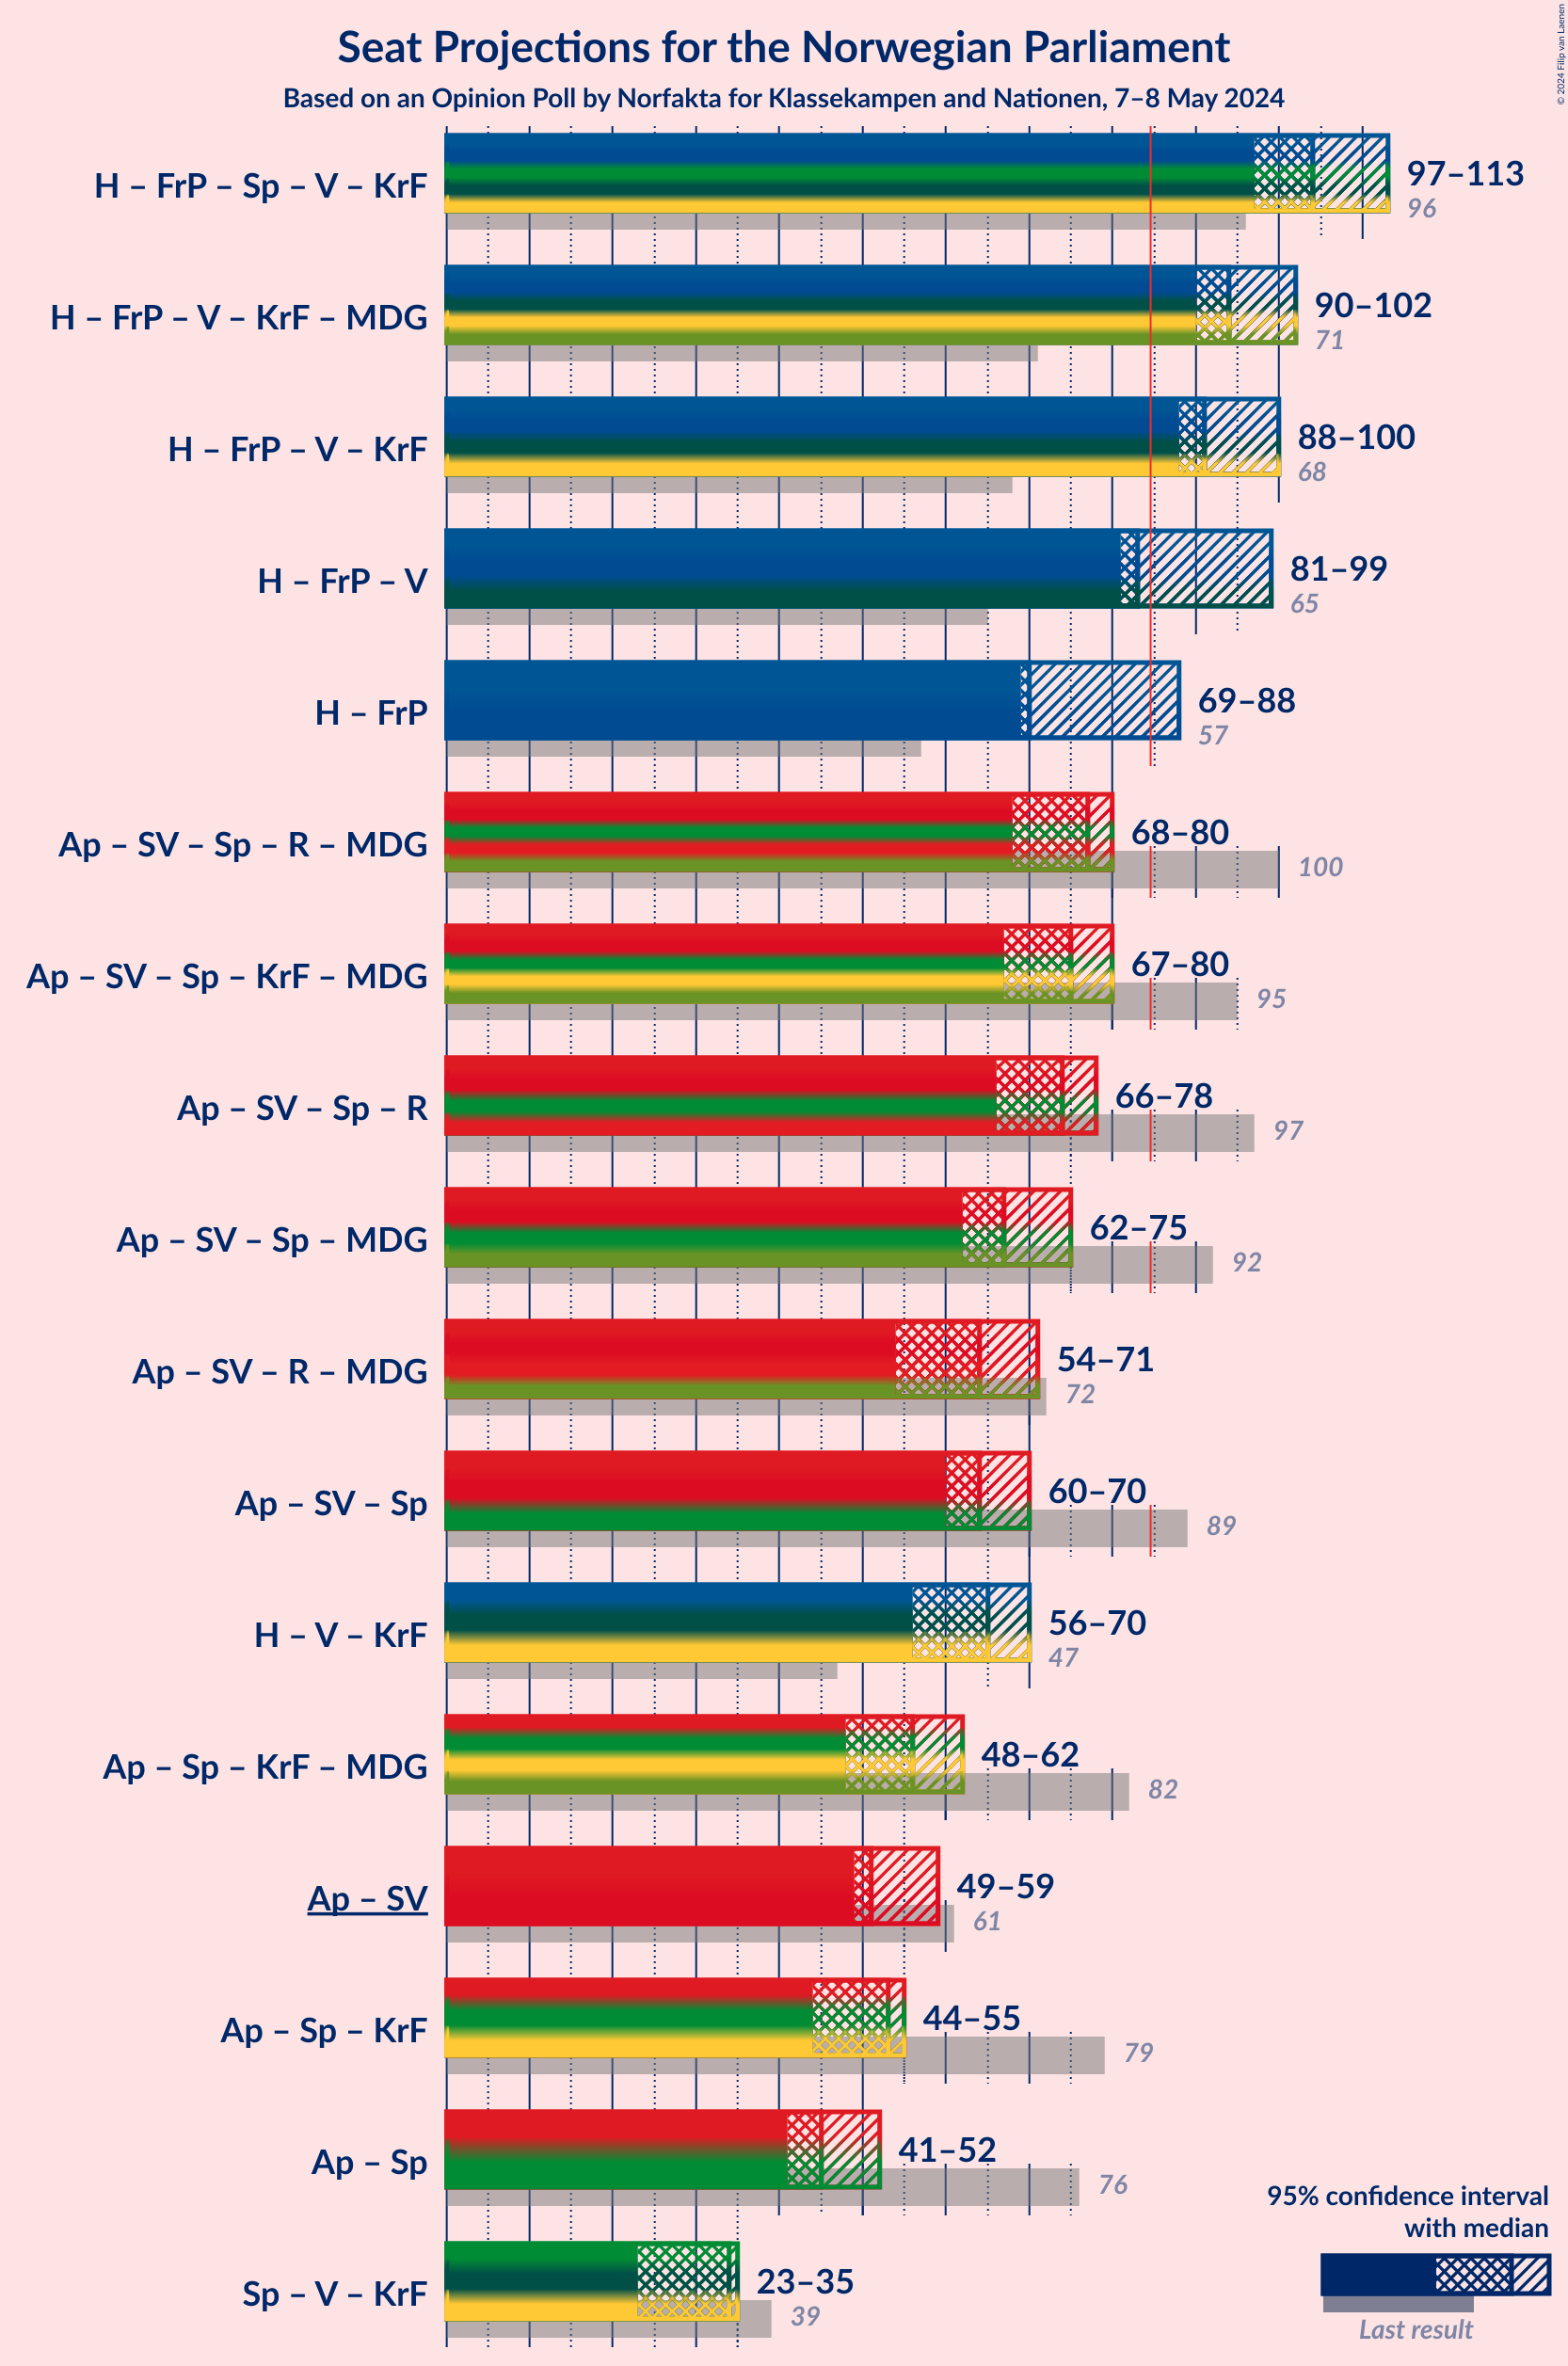 Seat Projections for the Norwegian Parliament
Based on an Opinion Poll by Norfakta for Klassekampen and Nationen, 7–8 May 2024
© 2024 Filip van Laenen
H – FrP – Sp – V – KrF
97–113
96
H – FrP – V – KrF – MDG
90–102
71
H – FrP – V – KrF
88–100
68
H – FrP – V
81–99
65
H – FrP
69–88
57
Ap – SV – Sp – R – MDG
68–80
100
Ap – SV – Sp – KrF – MDG
67–80
95
Ap – SV – Sp – R
66–78
97
Ap – SV – Sp – MDG
62–75
92
Ap – SV – R – MDG
54–71
72
Ap – SV – Sp
60–70
89
H – V – KrF
56–70
47
Ap – Sp – KrF – MDG
48–62
82
Ap – SV
49–59
61
Ap – Sp – KrF
44–55
79
Ap – Sp
41–52
76
Sp – V – KrF
23–35
39
95% confidence interval
with median
Last result